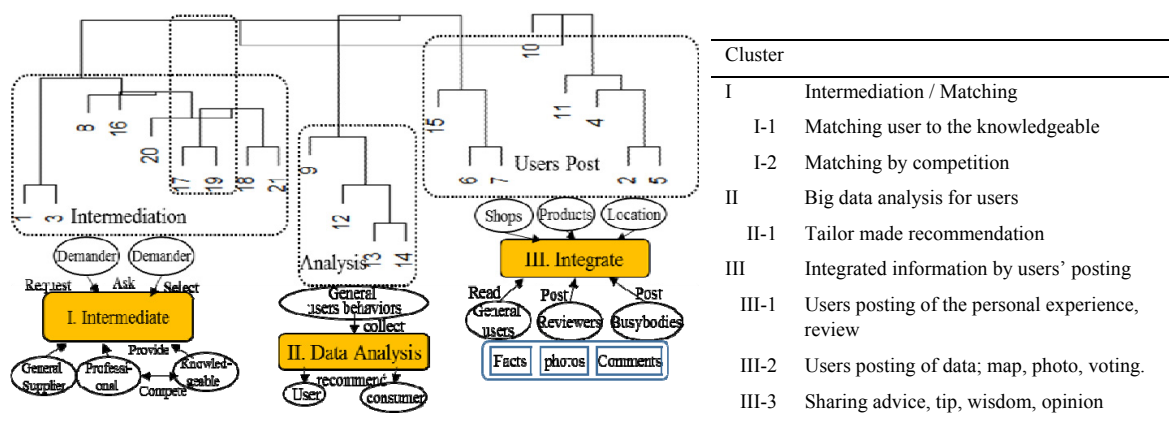 10
8
16
20
17
19
18
21
1
3
Intermediation
9
12
13
14
Analysis
15
6
7
11
4
2
5
Users Post
Demander
Demander
Request
Ask
Select
I. Intermediate
Provide
General
Supplier
Professi-
onal
Knowled-
geable
Compete
General
users behaviors
collect
II. Data Analysis
recommend
User
consumer
Shops
Products
Location
III. Integrate
Read
Post
Post
General
users
Reviewers
Busybodies
Facts
photos
Comments
Cluster
I Intermediation / Matching
I-1 Matching user to the knowledgeable
I-2 Matching by competition
II Big data analysis for users
II-1 Tailor made recommendation
III Integrated information by users' posting
III-1 Users posting of the personal experience,
review
III-2 Users posting of data; map, photo, voting.
III-3 Sharing advice, tip, wisdom, opinion